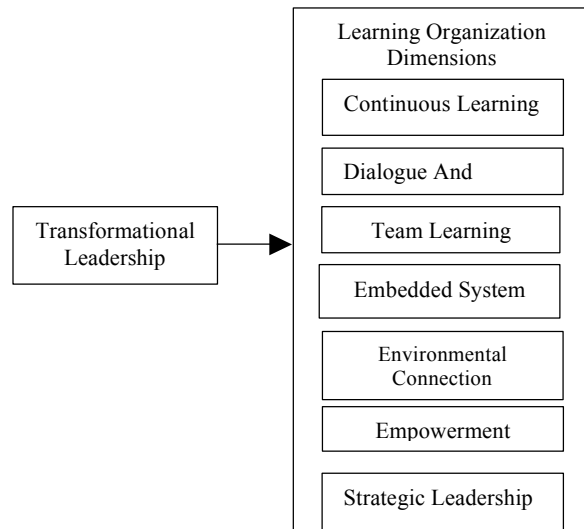 Transformational
Leadership
Learning Organization
Dimensions
Continuous Learning
Dialogue And
Team Learning
Embedded System
Environmental
Connection
Empowerment
Strategic Leadership